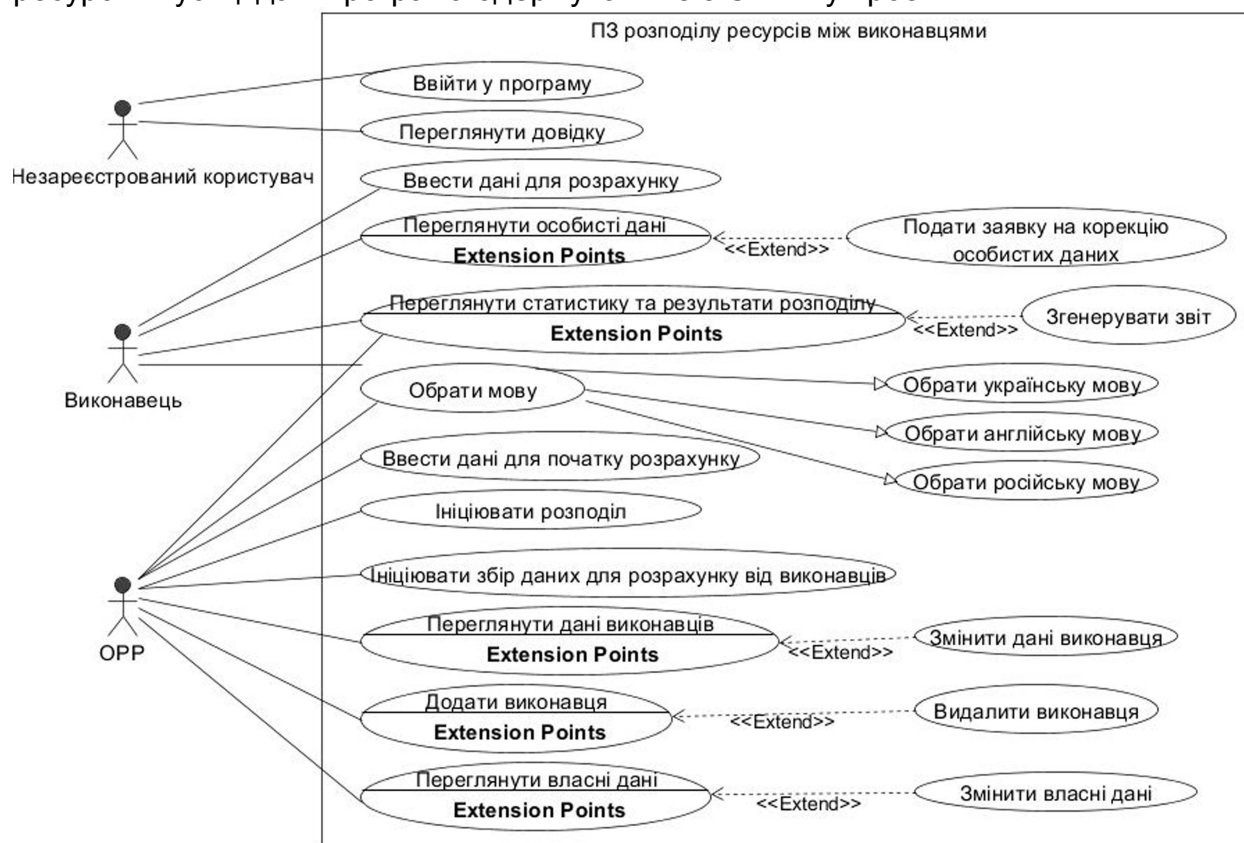 ПЗ розподілу ресурсів між виконавцями
Ввійти у програму
Переглянути довідку
Незареєстрований користувач
Ввести дані для розрахунку
Переглянути особисті дані
Extension Points
<<Extend>>
Подати заявку на корекцію
особистих даних
Переглянути статистику та результати розподілу
Extension Points
<<Extend>>
Згенерувати звіт
Виконавець
Обрати мову
Обрати українську мову
Обрати англійську мову
Обрати російську мову
Ввести дані для початку розрахунку
Ініціювати розподіл
Ініціювати збір даних для розрахунку від виконавців
ОРР
Переглянути дані виконавців
Extension Points
<<Extend>>
Змінити дані виконавця
Додати виконавця
Extension Points
<<Extend>>
Видалити виконавця
Переглянути власні дані
Extension Points
<<Extend>>
Змінити власні дані